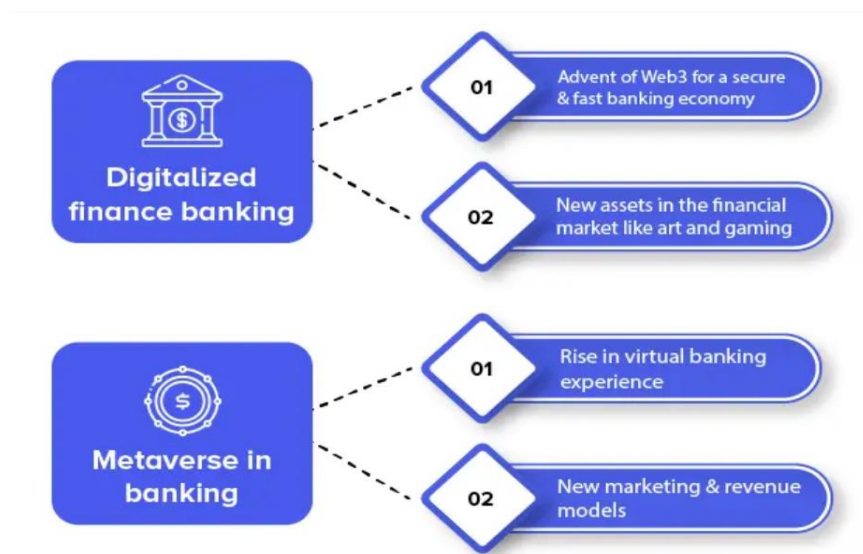 Digitalized
finance banking
01
Advent of Web3 for a secure
& fast banking economy
02
New assets in the financial
market like art and gaming
Metaverse in
banking
01
Rise in virtual banking
experience
02
New marketing & revenue
models